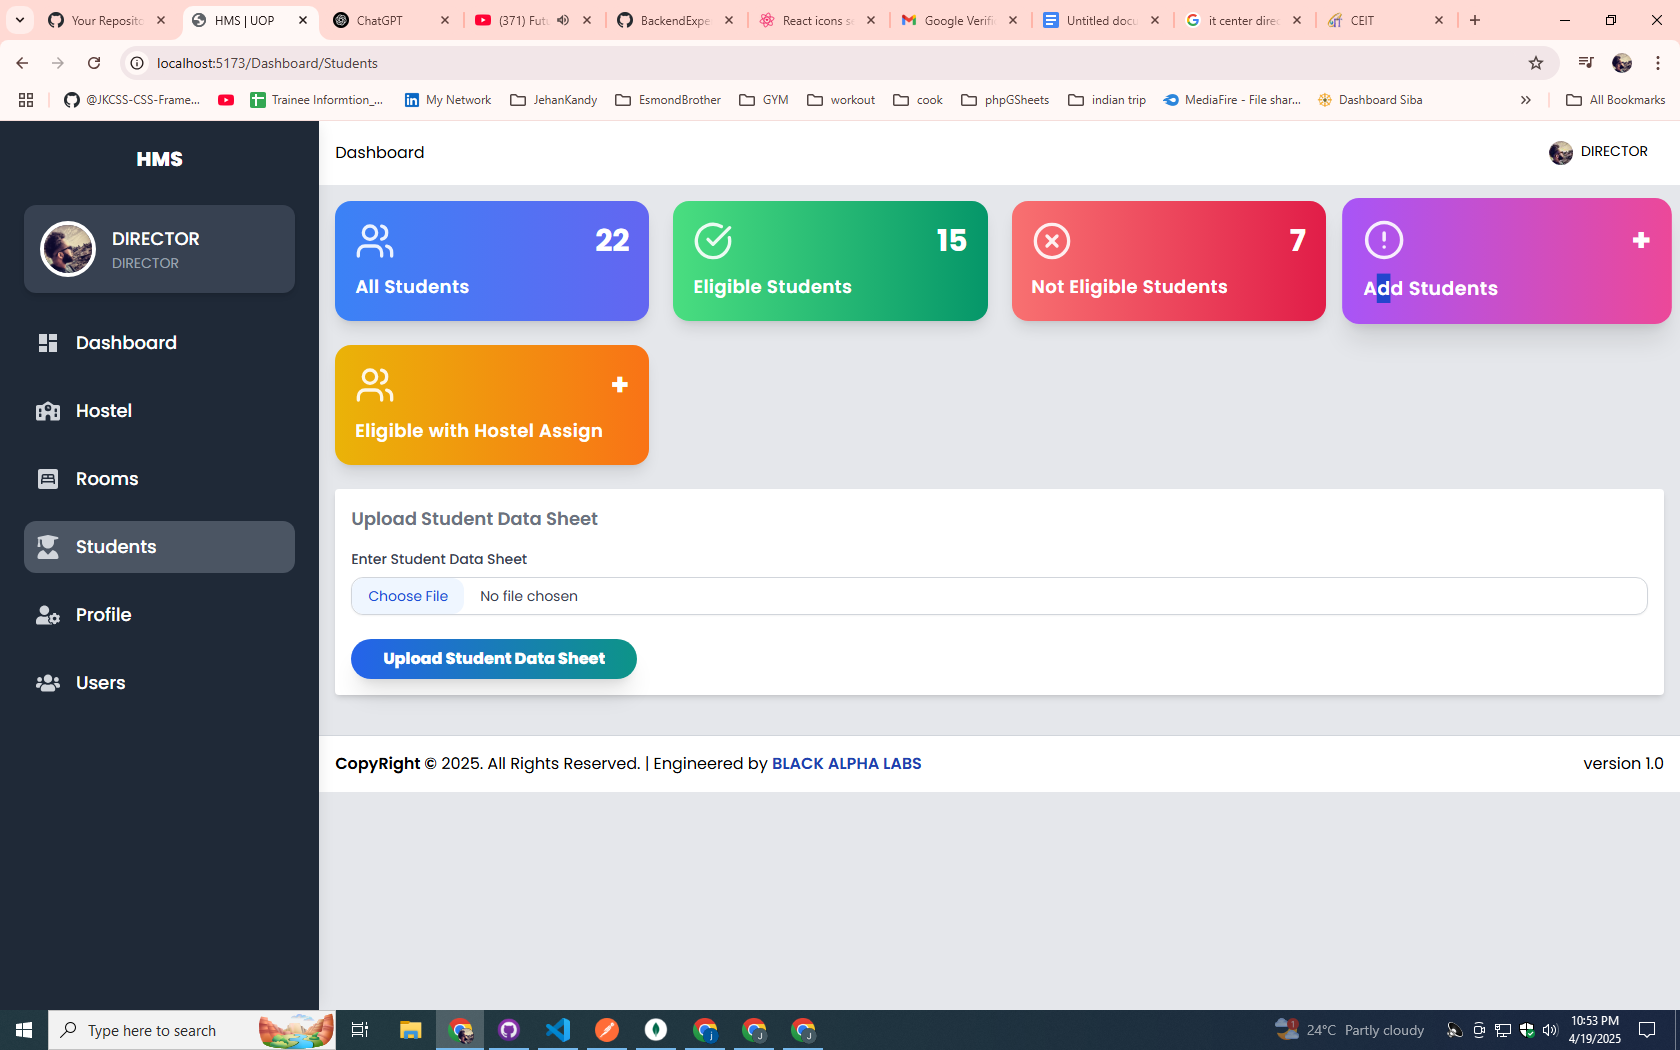 Your Reposito
HMS | UOP
ChatGPT
(371) Futu
BackendExpe
React icons se
Google Verific
Untitled docu
it center direc
CEIT
localhost:5173/Dashboard/Students
@JKCSS-CSS-Frame...
Trainee Informtion_...
My Network
JehanKandy
EsmondBrother
GYM
workout
cook
phpGSheets
indian trip
MediaFire - File shar...
Dashboard Siba
All Bookmarks
HMS
DIRECTOR
DIRECTOR
Dashboard
Hostel
Rooms
Students
Profile
Users
Dashboard
DIRECTOR
22
All Students
15
Eligible Students
7
Not Eligible Students
+
Add Students
+
Eligible with Hostel Assign
Upload Student Data Sheet
Enter Student Data Sheet
Choose File No file chosen
Upload Student Data Sheet
CopyRight © 2025. All Rights Reserved. | Engineered by BLACK ALPHA LABS
version 1.0
Type here to search
24°C Partly cloudy
10:53 PM
4/19/2025